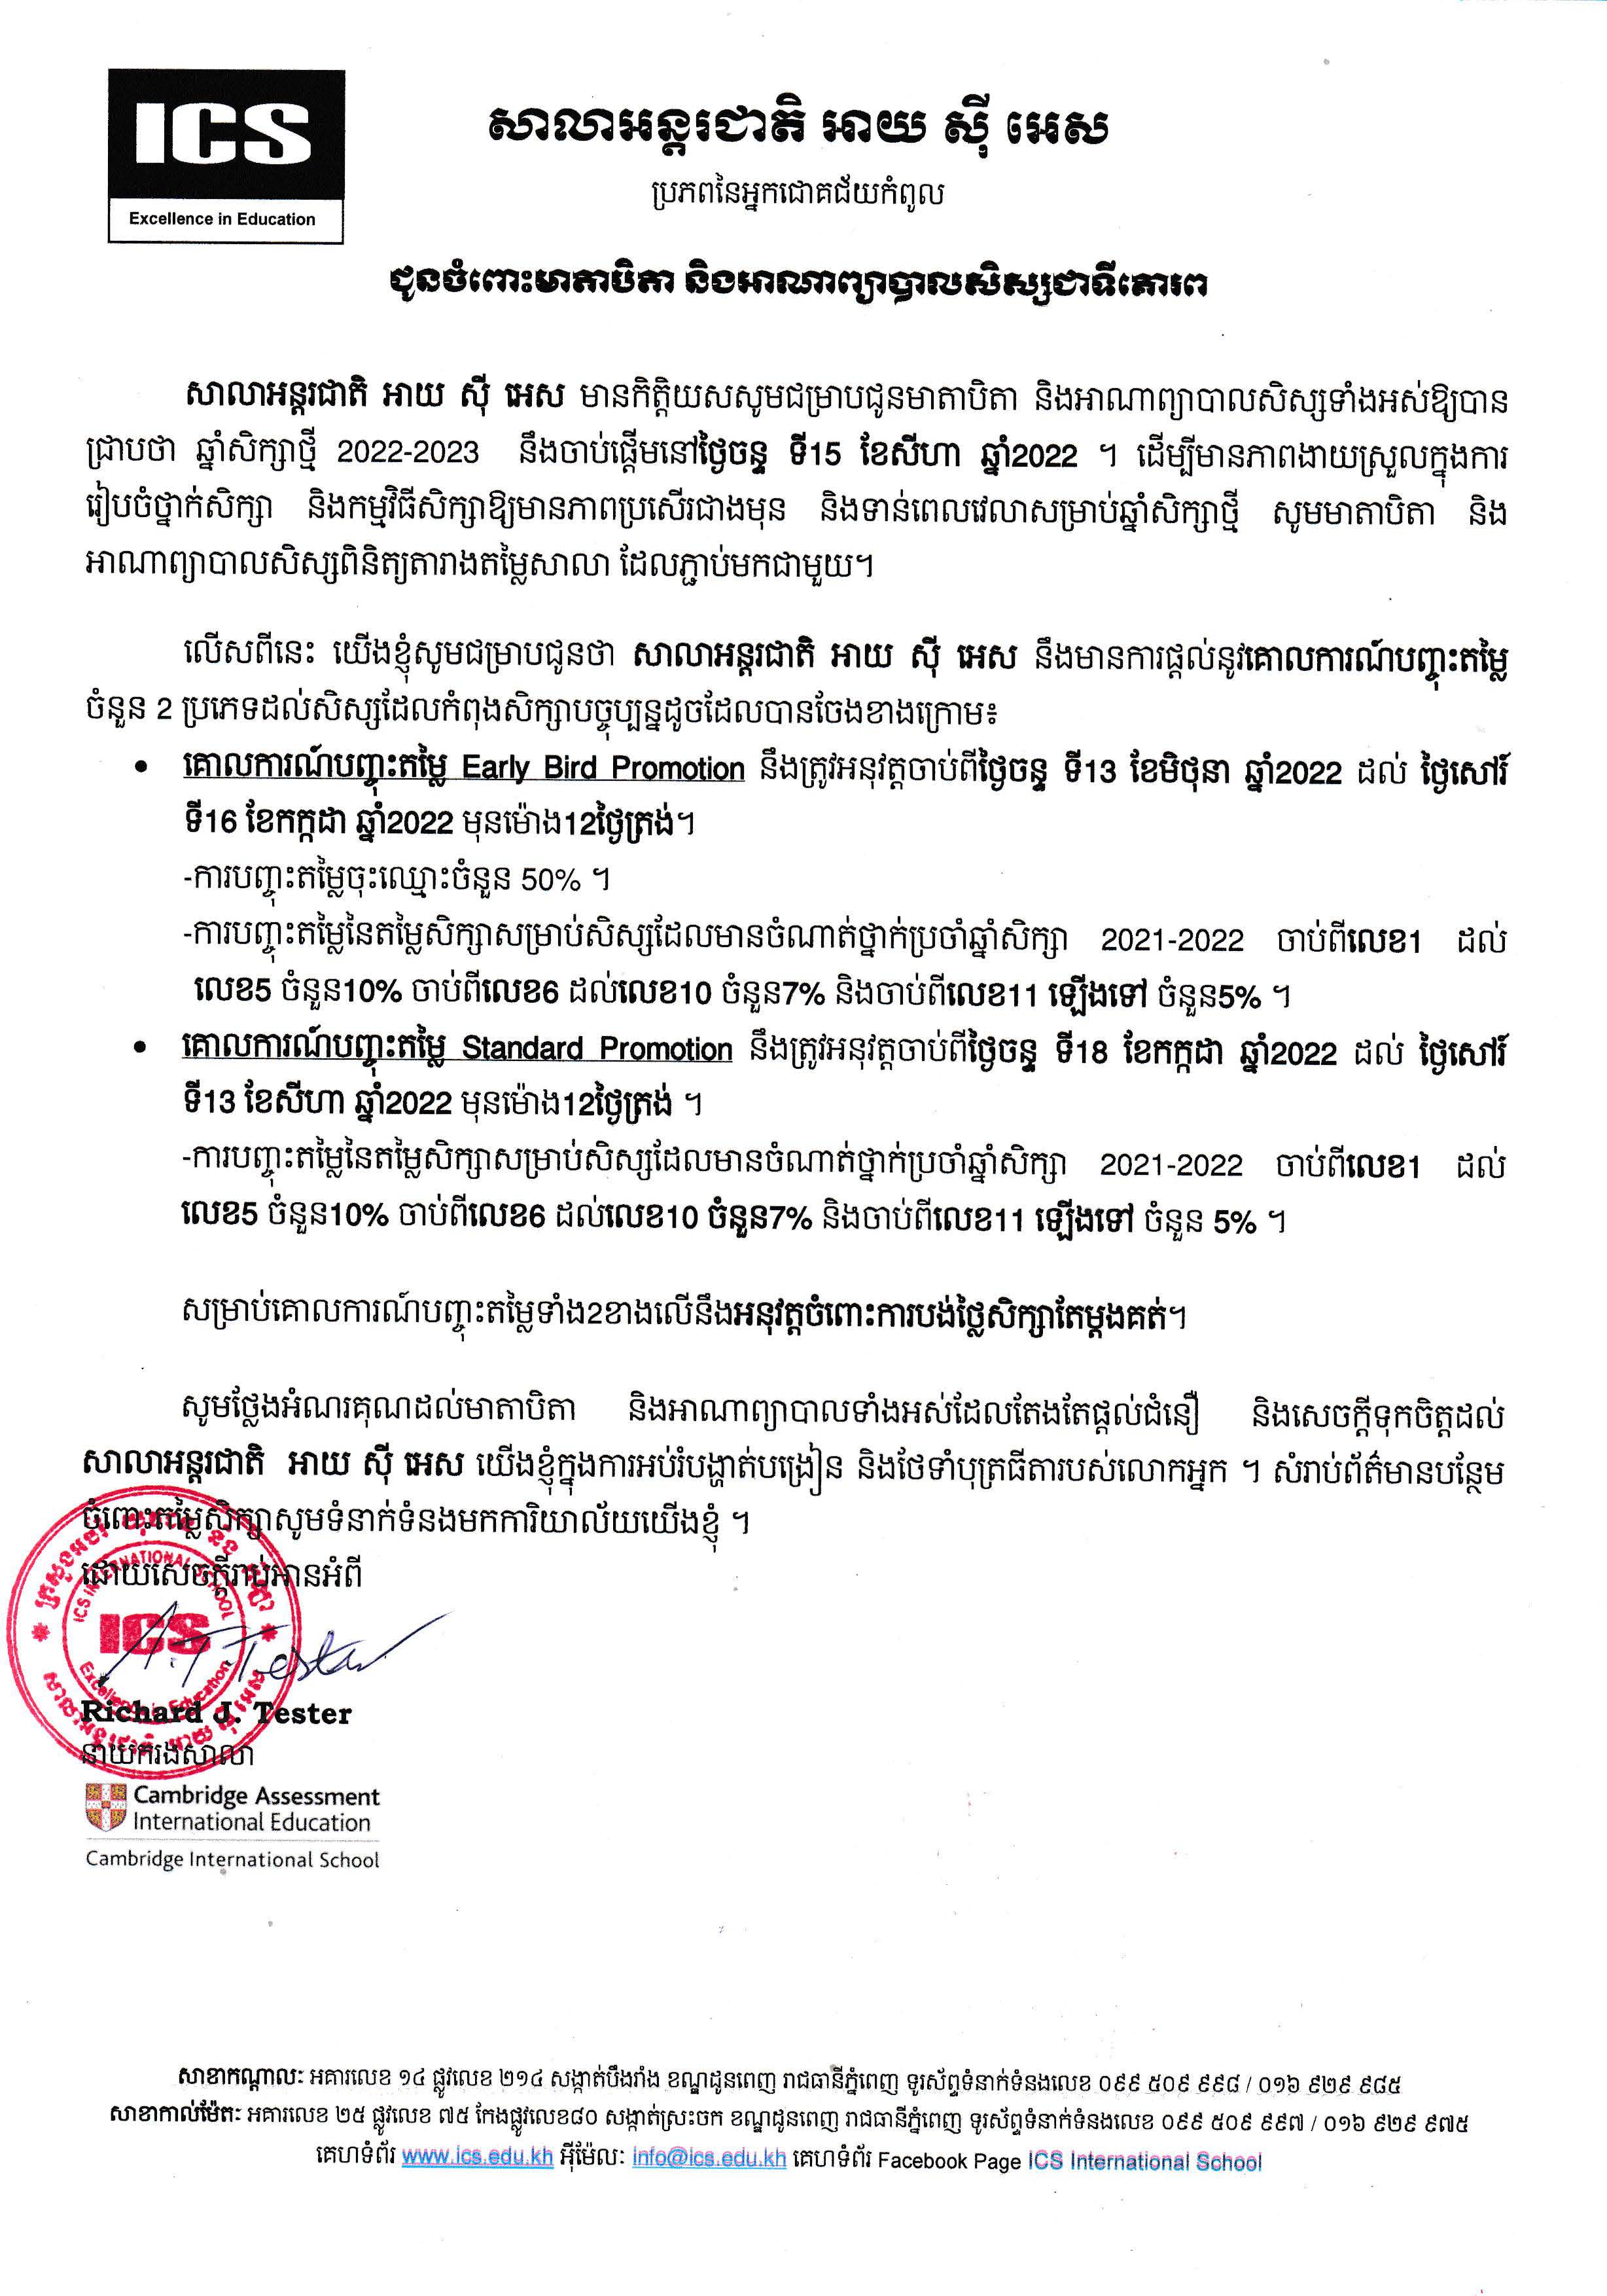 ICS
Excellence in Education
សាលាអន្តរជាតិ អាយ ស៊ី អេស
ប្រភពនៃអ្នកជោគជ័យកំពូល
ជូនចំពោះមាតាបិតា និងអាណាព្យាបាលសិស្សជាទីគោរព
សាលាអន្តរជាតិ អាយ ស៊ី អេស មានកិត្តិយសសូមជម្រាបជូនមាតាបិតា និងអាណាព្យាបាលសិស្សទាំងអស់ឱ្យបាន
ជ្រាបថា ឆ្នាំសិក្សាថ្មី 2022-2023 នឹងចាប់ផ្តើមនៅថ្ងៃចន្ទ ទី15 ខែសីហា ឆ្នាំ2022 ។ ដើម្បីមានភាពងាយស្រួលក្នុងការ
រៀបចំថ្នាក់សិក្សា និងកម្មវិធីសិក្សាឱ្យមានភាពប្រសើរជាងមុន និងទាន់ពេលវេលាសម្រាប់ឆ្នាំសិក្សាថ្មី សូមមាតាបិតា និង
អាណាព្យាបាលសិស្សពិនិត្យតារាងតម្លៃសាលា ដែលភ្ជាប់មកជាមួយ។
លើសពីនេះ យើងខ្ញុំសូមជម្រាបជូនថា សាលាអន្តរជាតិ អាយ ស៊ី អេស នឹងមានការផ្តល់នូវគោលការណ៍បញ្ចុះតម្លៃ
ចំនួន 2 ប្រភេទដល់សិស្សដែលកំពុងសិក្សាបច្ចុប្បន្នដូចដែលបានចែងខាងក្រោម៖
• គោលការណ៍បញ្ចុះតម្លៃ Early Bird Promotion នឹងត្រូវអនុវត្តចាប់ពីថ្ងៃចន្ទ ទី13 ខែមិថុនា ឆ្នាំ2022 ដល់ ថ្ងៃសៅរ៍
ទី16 ខែកក្កដា ឆ្នាំ2022 មុនម៉ោង12ថ្ងៃត្រង់។
-ការបញ្ចុះតម្លៃចុះឈ្មោះចំនួន 50% ។
-ការបញ្ចុះតម្លៃនៃតម្លៃសិក្សាសម្រាប់សិស្សដែលមានចំណាត់ថ្នាក់ប្រចាំឆ្នាំសិក្សា 2021-2022 ចាប់ពីលេខ1 ដល់
លេខ5 ចំនួន10% ចាប់ពីលេខ6 ដល់លេខ10 ចំនួន7% និងចាប់ពីលេខ11 ឡើងទៅ ចំនួន5% ។
• គោលការណ៍បញ្ចុះតម្លៃ Standard Promotion នឹងត្រូវអនុវត្តចាប់ពីថ្ងៃចន្ទ ទី18 ខែកក្កដា ឆ្នាំ2022 ដល់ ថ្ងៃសៅរ៍
ទី13 ខែសីហា ឆ្នាំ2022 មុនម៉ោង12ថ្ងៃត្រង់ ។
-ការបញ្ចុះតម្លៃនៃតម្លៃសិក្សាសម្រាប់សិស្សដែលមានចំណាត់ថ្នាក់ប្រចាំឆ្នាំសិក្សា 2021-2022 ចាប់ពីលេខ1 ដល់
លេខ5 ចំនួន10% ចាប់ពីលេខ6 ដល់លេខ10 ចំនួន7% និងចាប់ពីលេខ11 ឡើងទៅ ចំនួន 5% ។
សម្រាប់គោលការណ៍បញ្ចុះតម្លៃទាំង2ខាងលើនឹងអនុវត្តចំពោះការបង់ថ្លៃសិក្សាតែម្តងគត់។
សូមថ្លែងអំណរគុណដល់មាតាបិតា និងអាណាព្យាបាលទាំងអស់ដែលតែងតែផ្តល់ជំនឿ និងសេចក្តីទុកចិត្តដល់
សាលាអន្តរជាតិ អាយ ស៊ី អេស យើងខ្ញុំក្នុងការអប់រំបង្ហាត់បង្រៀន និងថែទាំបុត្រធីតារបស់លោកអ្នក ។ សំរាប់ព័ត៌មានបន្ថែម
ចំពោះតម្លៃសិក្សាសូមទំនាក់ទំនងមកការិយាល័យយើងខ្ញុំ ។
ដោយសេចក្តីរាប់អានអំពី
ICS INTERNATIONAL SCHOOL
ICS
Excellence in Education
សាលាអន្តរជាតិ អាយ ស៊ី អេស
Richard J. Tester
នាយករងសាលា
Cambridge Assessment
International Education
Cambridge International School
សាខាកណ្តាល: អគារលេខ ១៤ ផ្លូវលេខ ២១៤ សង្កាត់បឹងរាំង ខណ្ឌដូនពេញ រាជធានីភ្នំពេញ ទូរស័ព្ទទំនាក់ទំនងលេខ ០៩៩ ៥០៩ ៩៩៨ / ០១៦ ៩២៩ ៩៨៥
សាខាកាល់ម៉ែត: អគារលេខ ២៥ ផ្លូវលេខ ៧៥ កែងផ្លូវលេខ៨០ សង្កាត់ស្រះចក ខណ្ឌដូនពេញ រាជធានីភ្នំពេញ ទូរស័ព្ទទំនាក់ទំនងលេខ ០៩៩ ៥០៩ ៩៩៧ / ០១៦ ៩២៩ ៩៧៥
គេហទំព័រ www.ics.edu.kh អ៊ីម៉ែល: info@ics.edu.kh គេហទំព័រ Facebook Page ICS International School